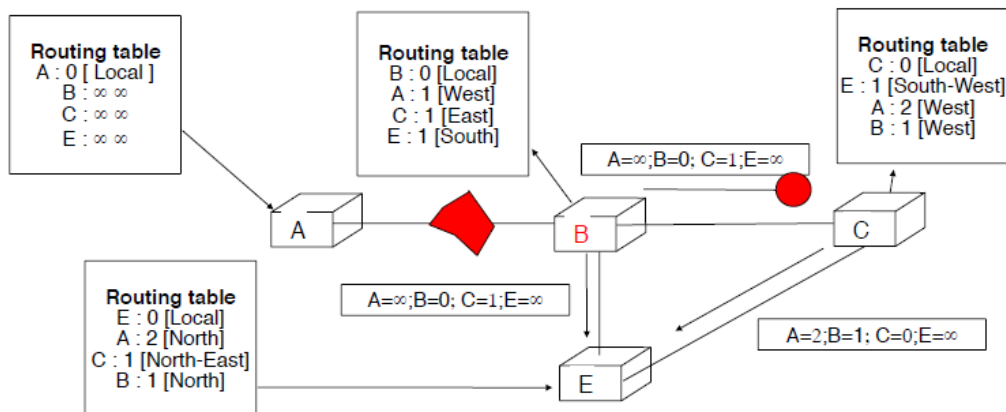 Routing table
A : 0 [ Local ]
B : ∞ ∞
C : ∞ ∞
E : ∞ ∞
Routing table
B : 0 [Local]
A : 1 [West]
C : 1 [East]
E : 1 [South]
Routing table
C : 0 [Local]
E : 1 [South-West]
A : 2 [West]
B : 1 [West]
A=∞;B=0; C=1;E=∞
A
B
C
Routing table
E : 0 [Local]
A : 2 [North]
C : 1 [North-East]
B : 1 [North]
A=∞;B=0; C=1;E=∞
A=2;B=1; C=0;E=∞
E